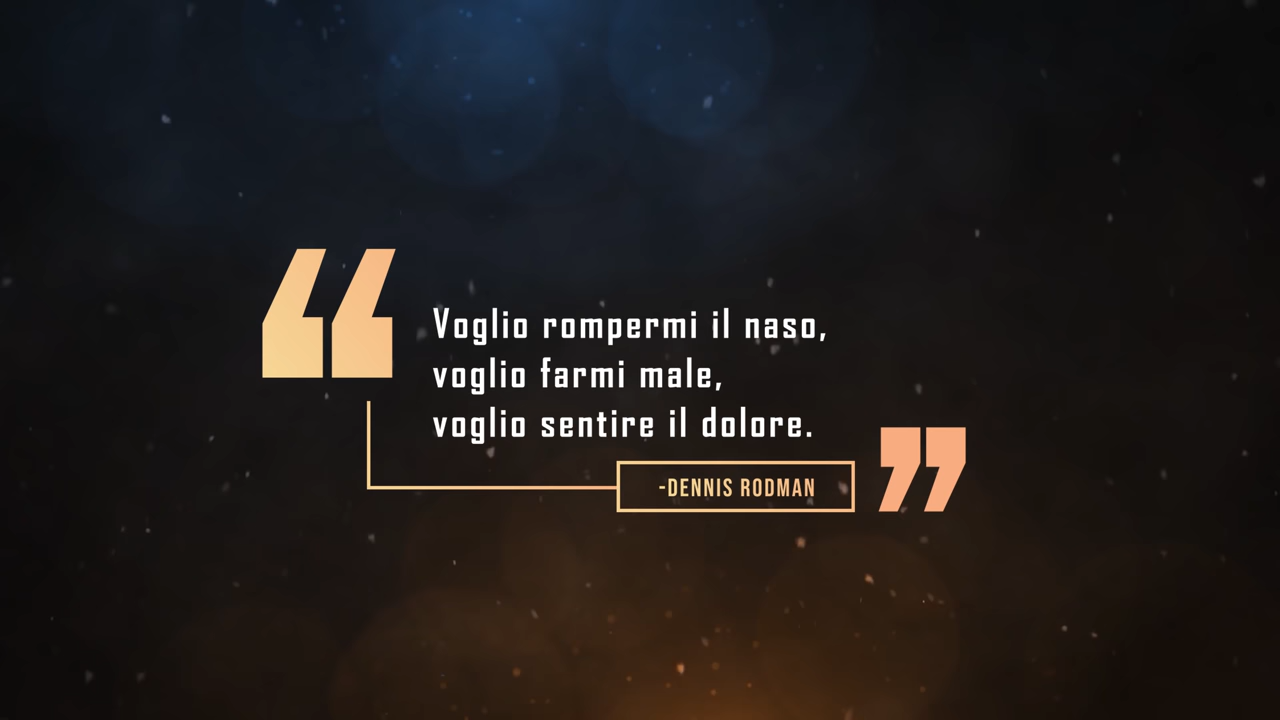 “
Voglio rompermi il naso,
voglio farmi male,
voglio sentire il dolore.
”
-DENNIS RODMAN